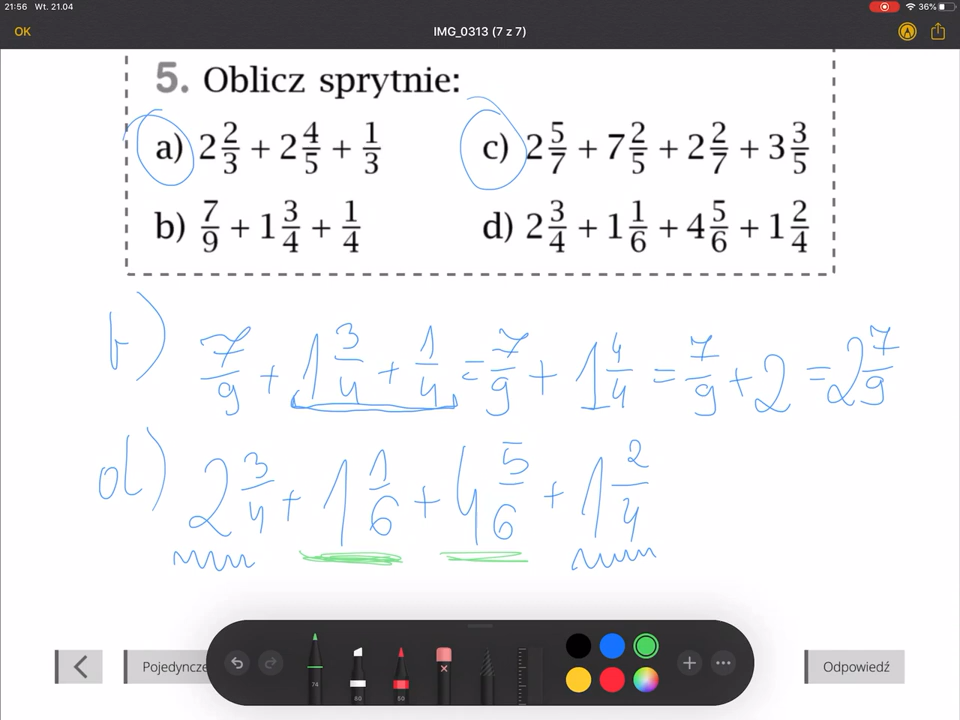 21:56 Wt. 21.04 36%
OK IMG_0313 (7 z 7)
5. Oblicz sprytnie:
a) 2 2/3 + 2 4/5 + 1/3
c) 2 5/7 + 7 2/5 + 2 2/7 + 3 3/5
b) 7/9 + 1 3/4 + 1/4
d) 2 3/4 + 1 1/6 + 4 5/6 + 1 2/4
b) 7/9 + 1 3/4 + 1/4 = 7/9 + 1 4/4 = 7/9 + 2 = 2 7/9
d) 2 3/4 + 1 1/6 + 4 5/6 + 1 2/4
Pojedyncze
Odpowiedź
74 80 50